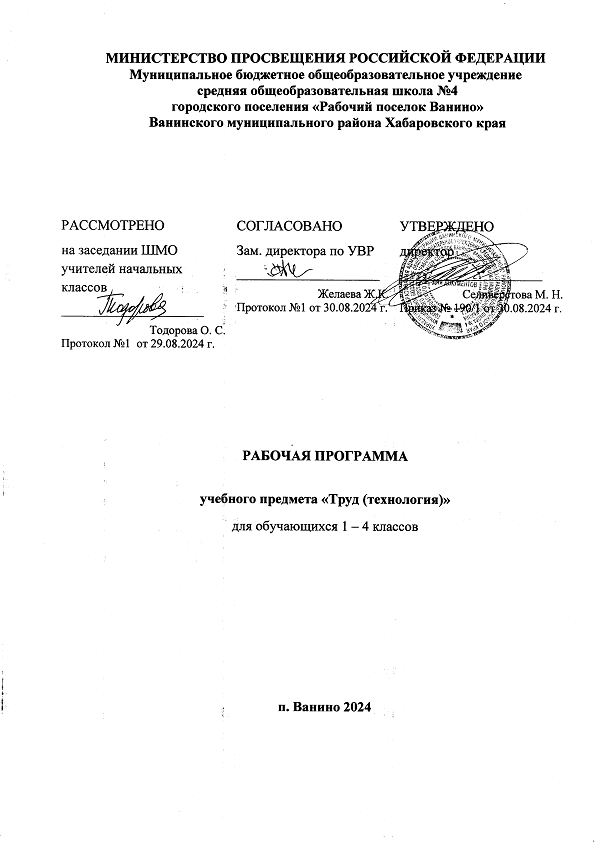 МИНИСТЕРСТВО ПРОСВЕЩЕНИЯ РОССИЙСКОЙ ФЕДЕРАЦИИ
Муниципальное бюджетное общеобразовательное учреждение
средняя общеобразовательная школа №4
городского поселения «Рабочий поселок Ванино»
Ванинского муниципального района Хабаровского края
РАССМОТРЕНО
на заседании ШМО
учителей начальных
классов
Тодорова
Тодорова О. С.
Протокол №1 от 29.08.2024 г.
СОГЛАСОВАНО
Зам. директора по УВР
Желаева Ж.К.
Протокол №1 от 30.08.2024 г.
УТВЕРЖДЕНО
директор
Селиверстова М. Н.
Приказ № 190/1 от 30.08.2024 г.
РАБОЧАЯ ПРОГРАММА
учебного предмета «Труд (технология)»
для обучающихся 1 – 4 классов
п. Ванино 2024